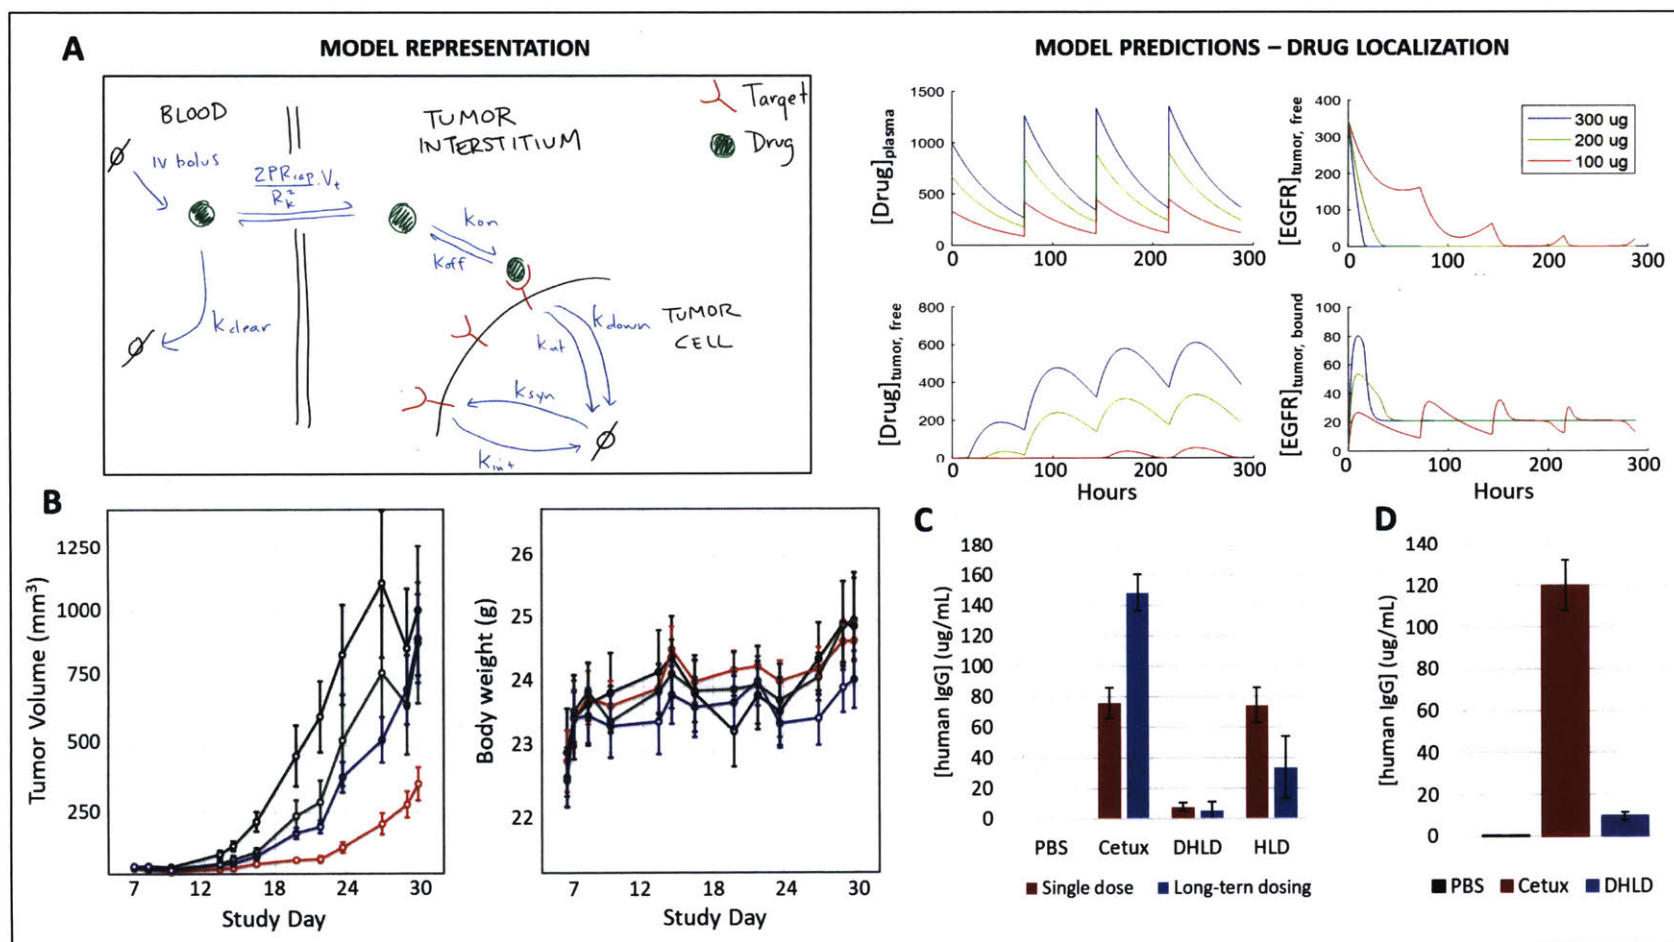 A
MODEL REPRESENTATION
MODEL PREDICTIONS – DRUG LOCALIZATION
BLOOD
TUMOR
INTERSTITIUM
Target
Drug
∅
IV bolus
2PRcap.Vt
R²k
kon
koff
kclear
∅
kdown
TUMOR
CELL
kint
ksyn
kint
∅
[Drug]plasma
1500
1000
500
0
0
100
200
300
[EGFR]tumor, free
400
300
200
100
0
0
100
200
300
300 ug
200 ug
100 ug
[Drug]tumor, free
800
600
400
200
0
0
100
200
300
Hours
[EGFR]tumor, bound
100
80
60
40
20
0
0
100
200
300
Hours
B
Tumor Volume (mm³)
1250
1000
750
500
250
7
12
18
24
30
Study Day
Body weight (g)
26
25
24
23
22
7
12
18
24
30
Study Day
C
[human IgG] (ug/mL)
180
160
140
120
100
80
60
40
20
0
PBS
Cetux
DHLD
HLD
Single dose
Long-tern dosing
D
[human IgG] (ug/mL)
140
120
100
80
60
40
20
0
PBS
Cetux
DHLD